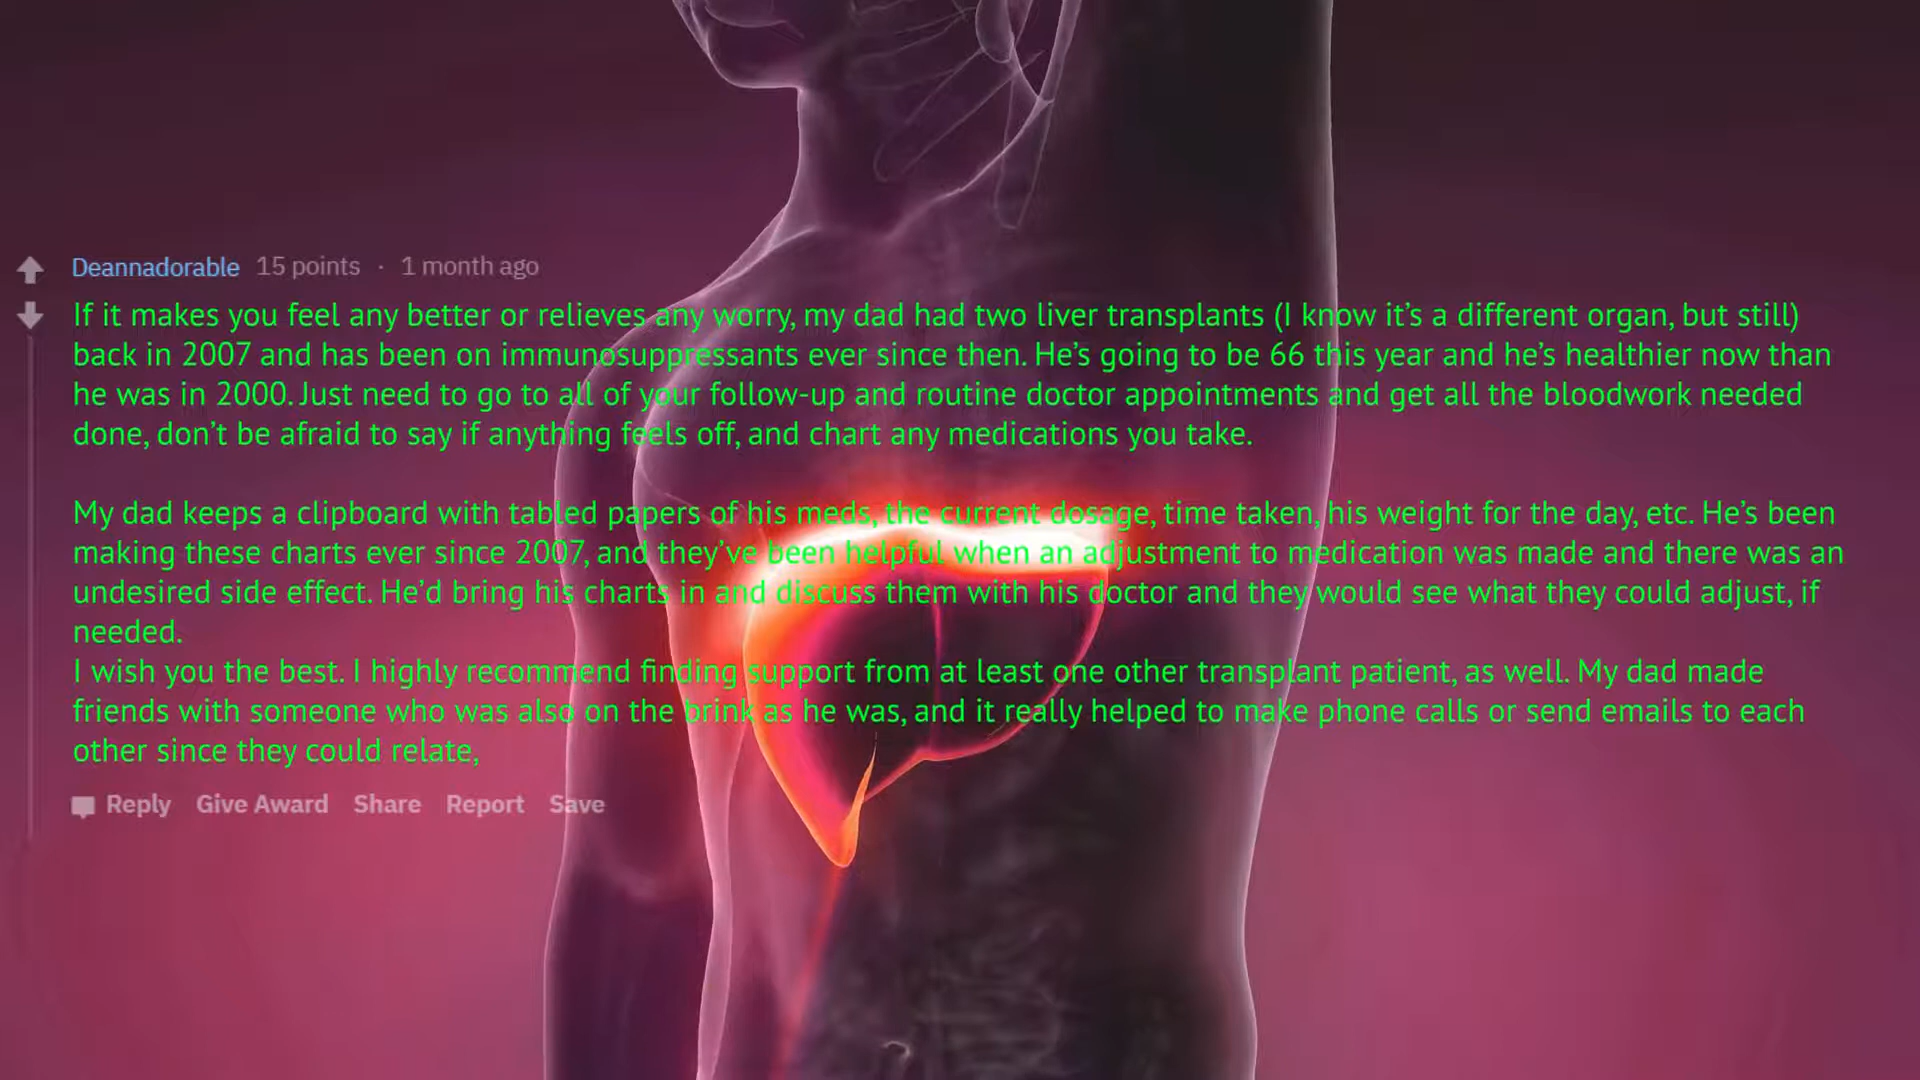 Deannadorable 15 points · 1 month ago
If it makes you feel any better or relieves any worry, my dad had two liver transplants (I know it’s a different organ, but still)
back in 2007 and has been on immunosuppressants ever since then. He’s going to be 66 this year and he’s healthier now than
he was in 2000. Just need to go to all of your follow-up and routine doctor appointments and get all the bloodwork needed
done, don’t be afraid to say if anything feels off, and chart any medications you take.
My dad keeps a clipboard with tabled papers of his meds, the current dosage, time taken, his weight for the day, etc. He’s been
making these charts ever since 2007, and they’ve been helpful when an adjustment to medication was made and there was an
undesired side effect. He’d bring his charts in and discuss them with his doctor and they would see what they could adjust, if
needed.
I wish you the best. I highly recommend finding support from at least one other transplant patient, as well. My dad made
friends with someone who was also on the brink as he was, and it really helped to make phone calls or send emails to each
other since they could relate,
Reply Give Award Share Report Save